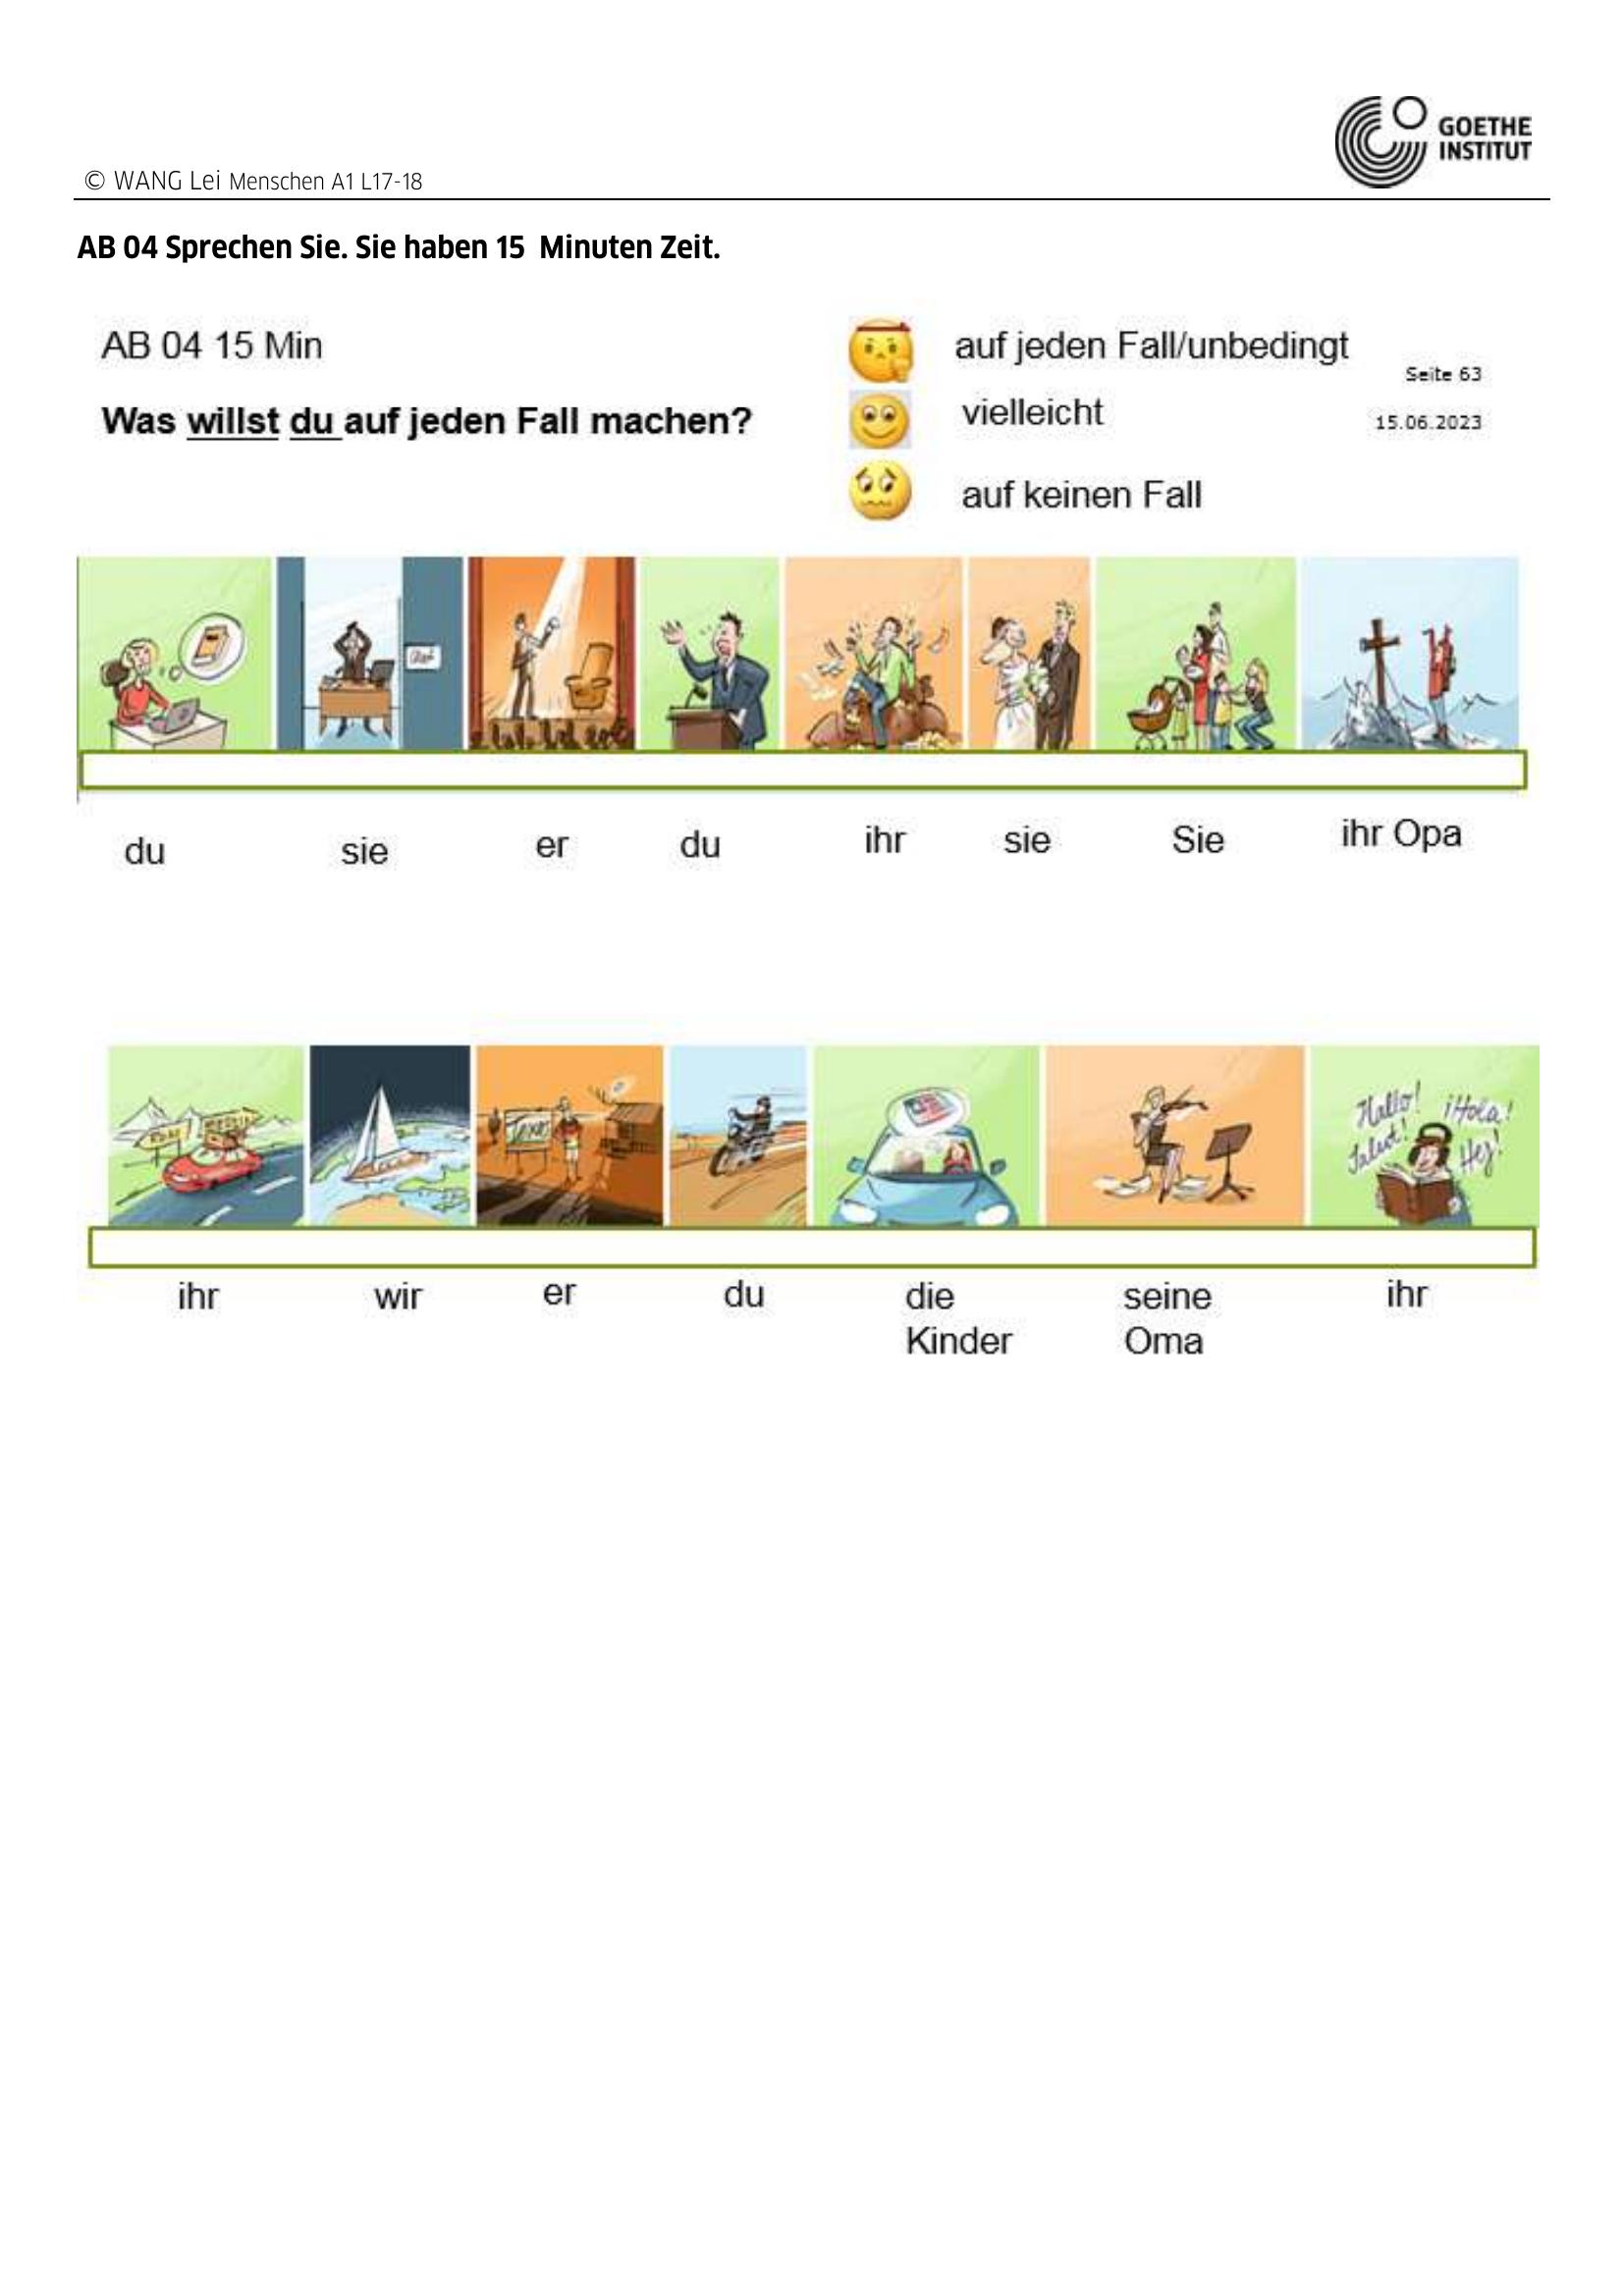 GOETHE
INSTITUT
© WANG Lei Menschen A1 L17-18
AB 04 Sprechen Sie. Sie haben 15 Minuten Zeit.
AB 04 15 Min
auf jeden Fall/unbedingt
Seite 63
Was willst du auf jeden Fall machen?
vielleicht
15.06.2023
auf keinen Fall
du sie er du ihr sie Sie ihr Opa
Hallo! ¡Hola!
Salut! Hej!
TEXAS
ihr wir er du die Kinder seine Oma ihr